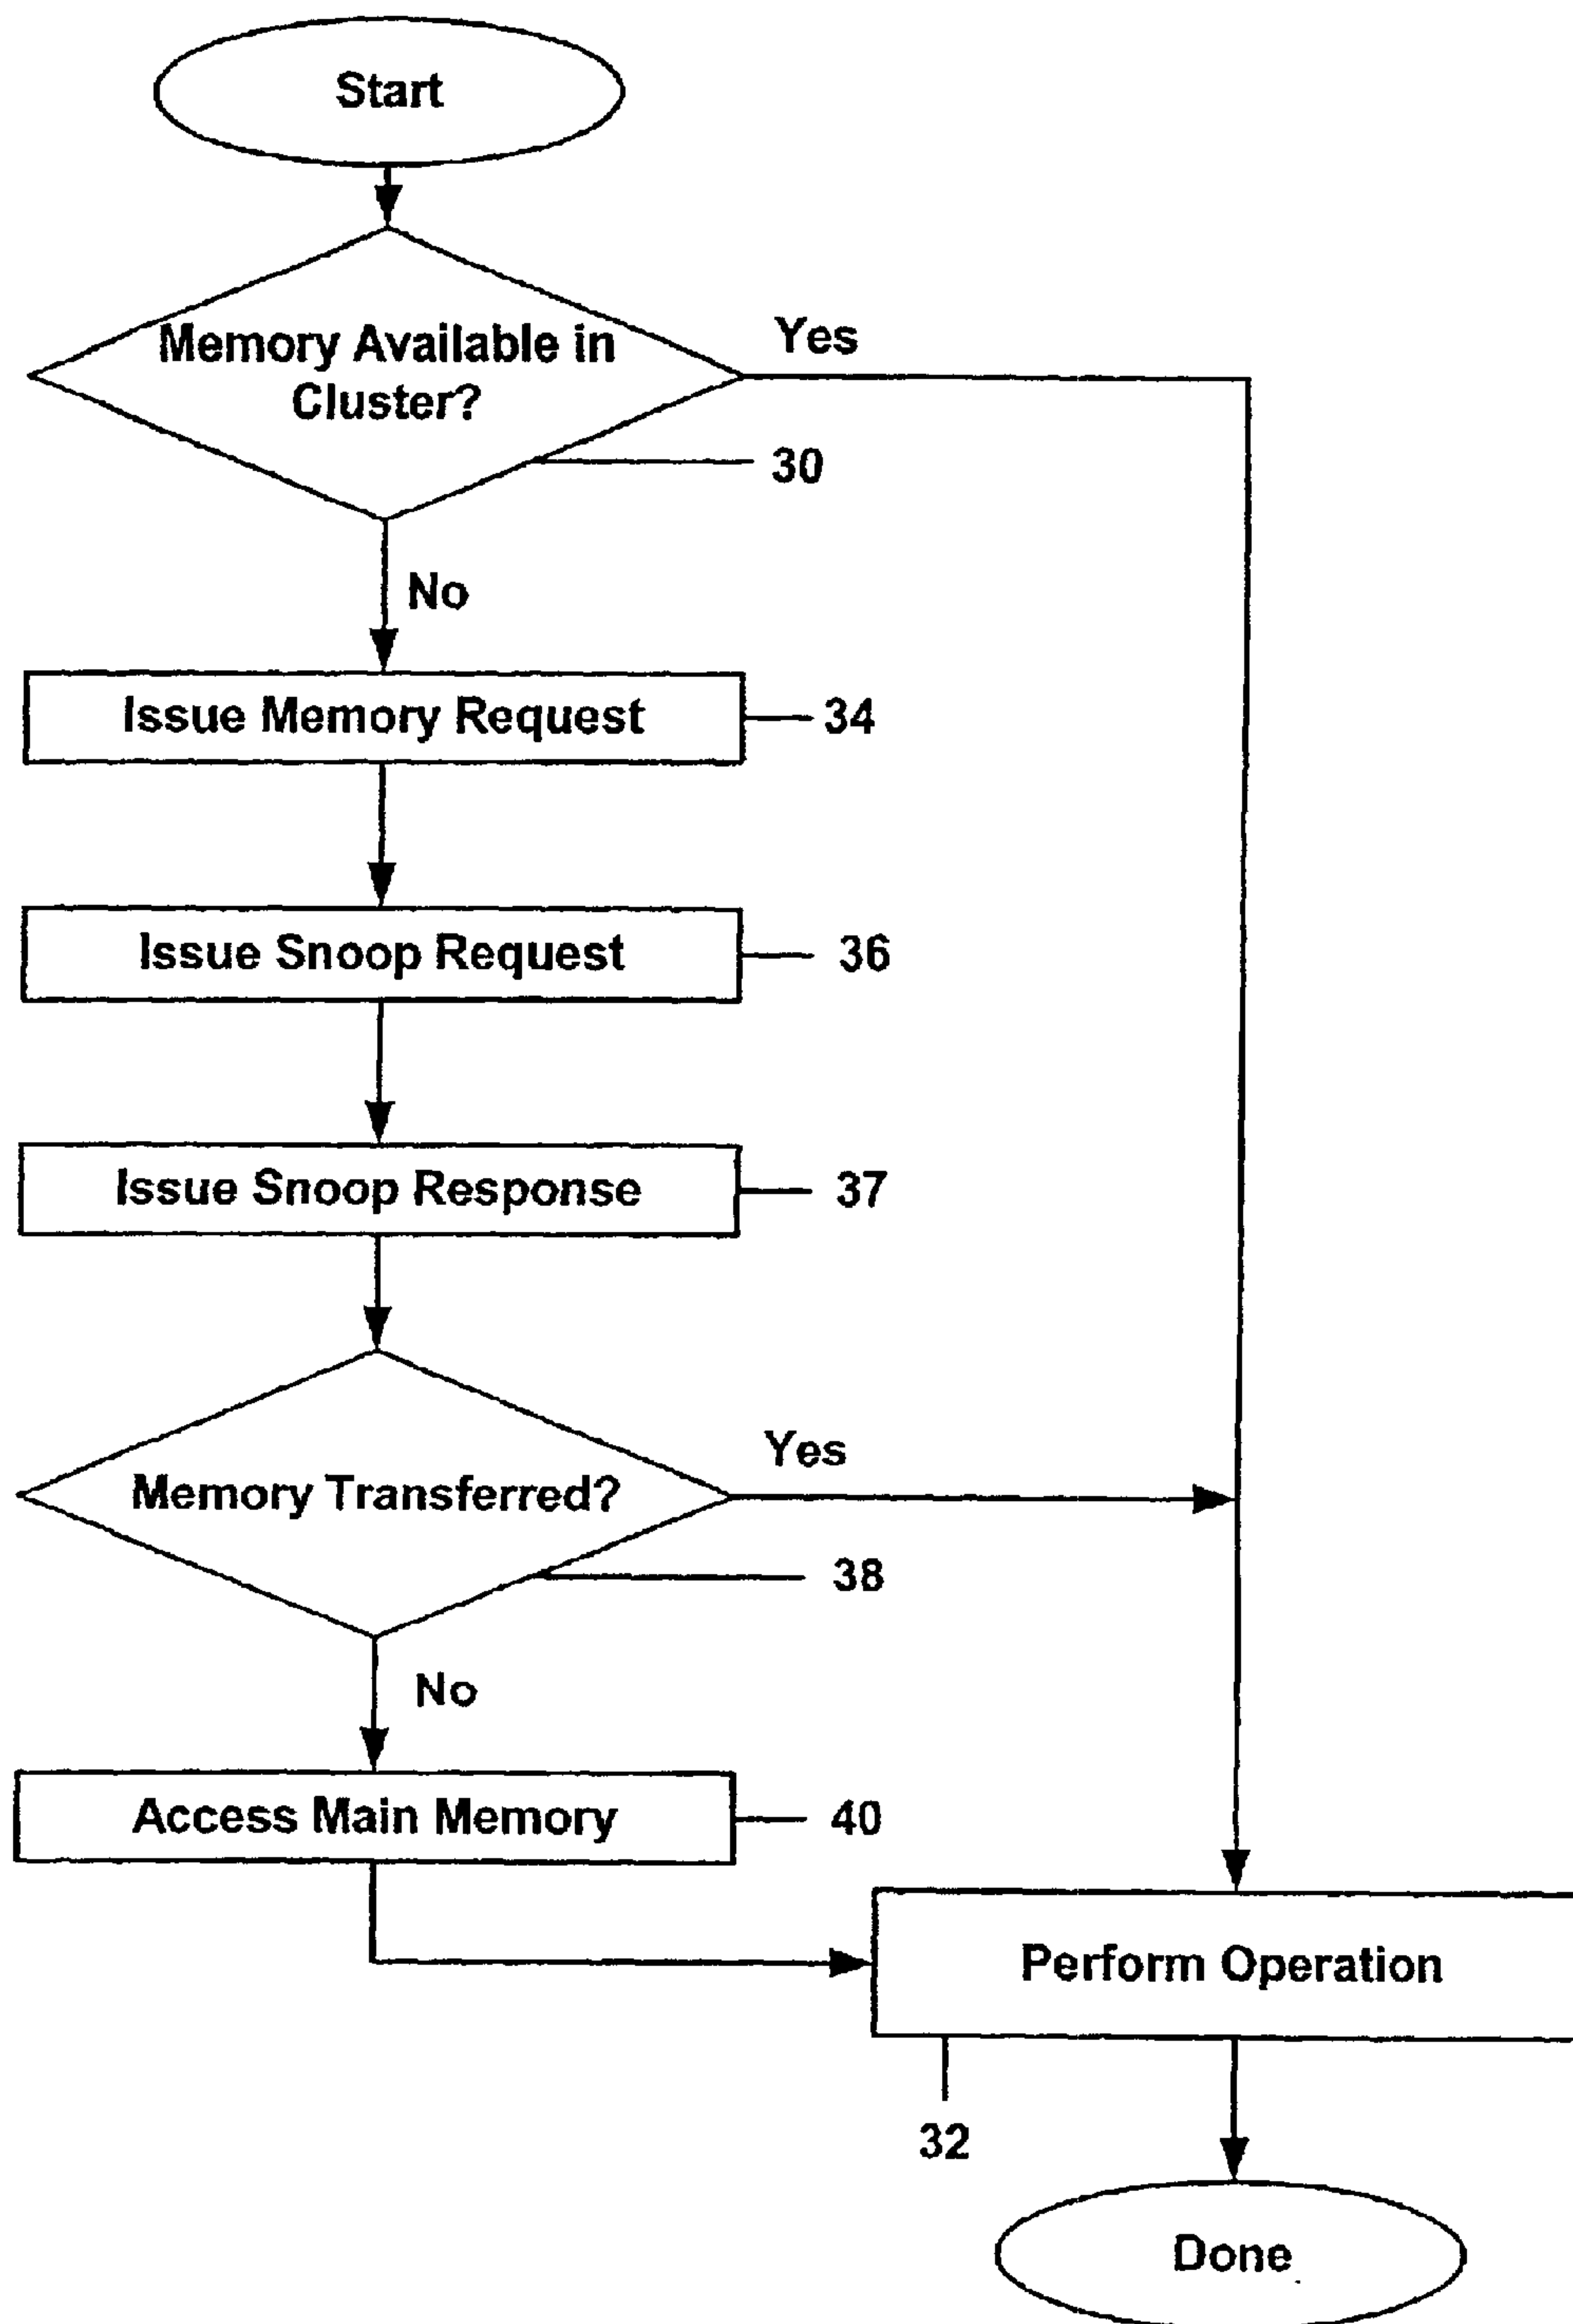 Start
Memory Available in
Cluster?
Yes
30
No
Issue Memory Request
34
Issue Snoop Request
36
Issue Snoop Response
37
Memory Transferred?
Yes
38
No
Access Main Memory
40
Perform Operation
32
Done